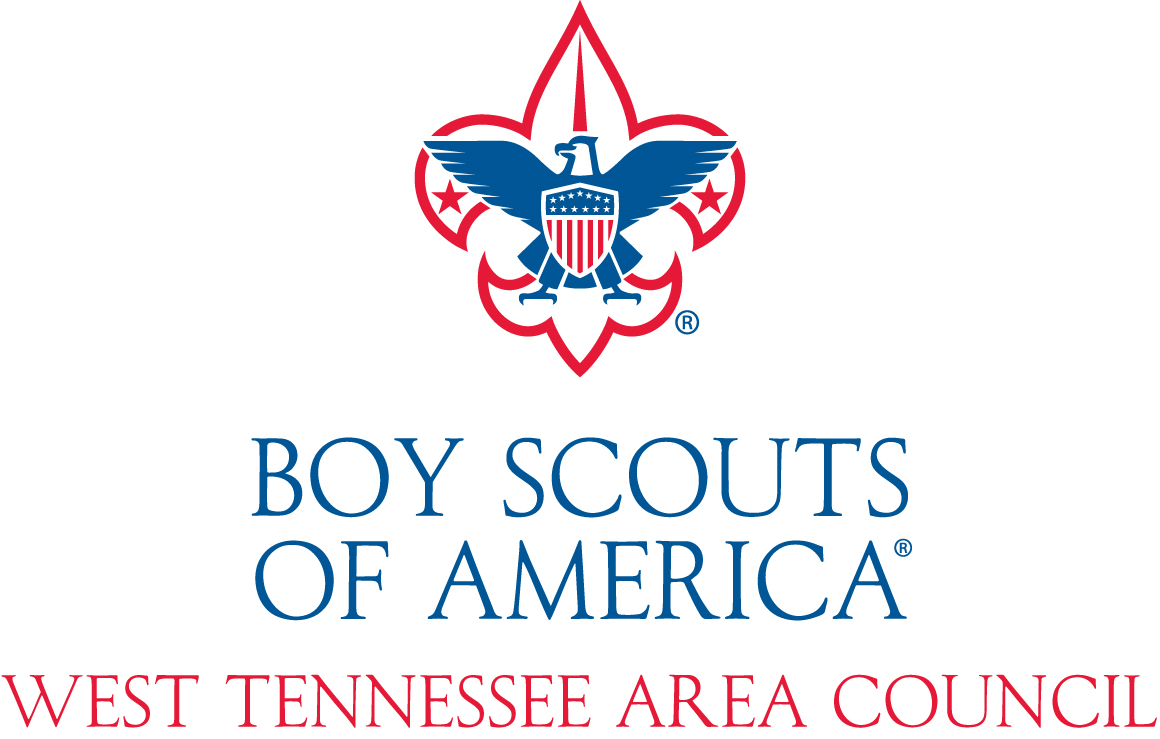 ®
BOY SCOUTS
OF AMERICA®
WEST TENNESSEE AREA COUNCIL